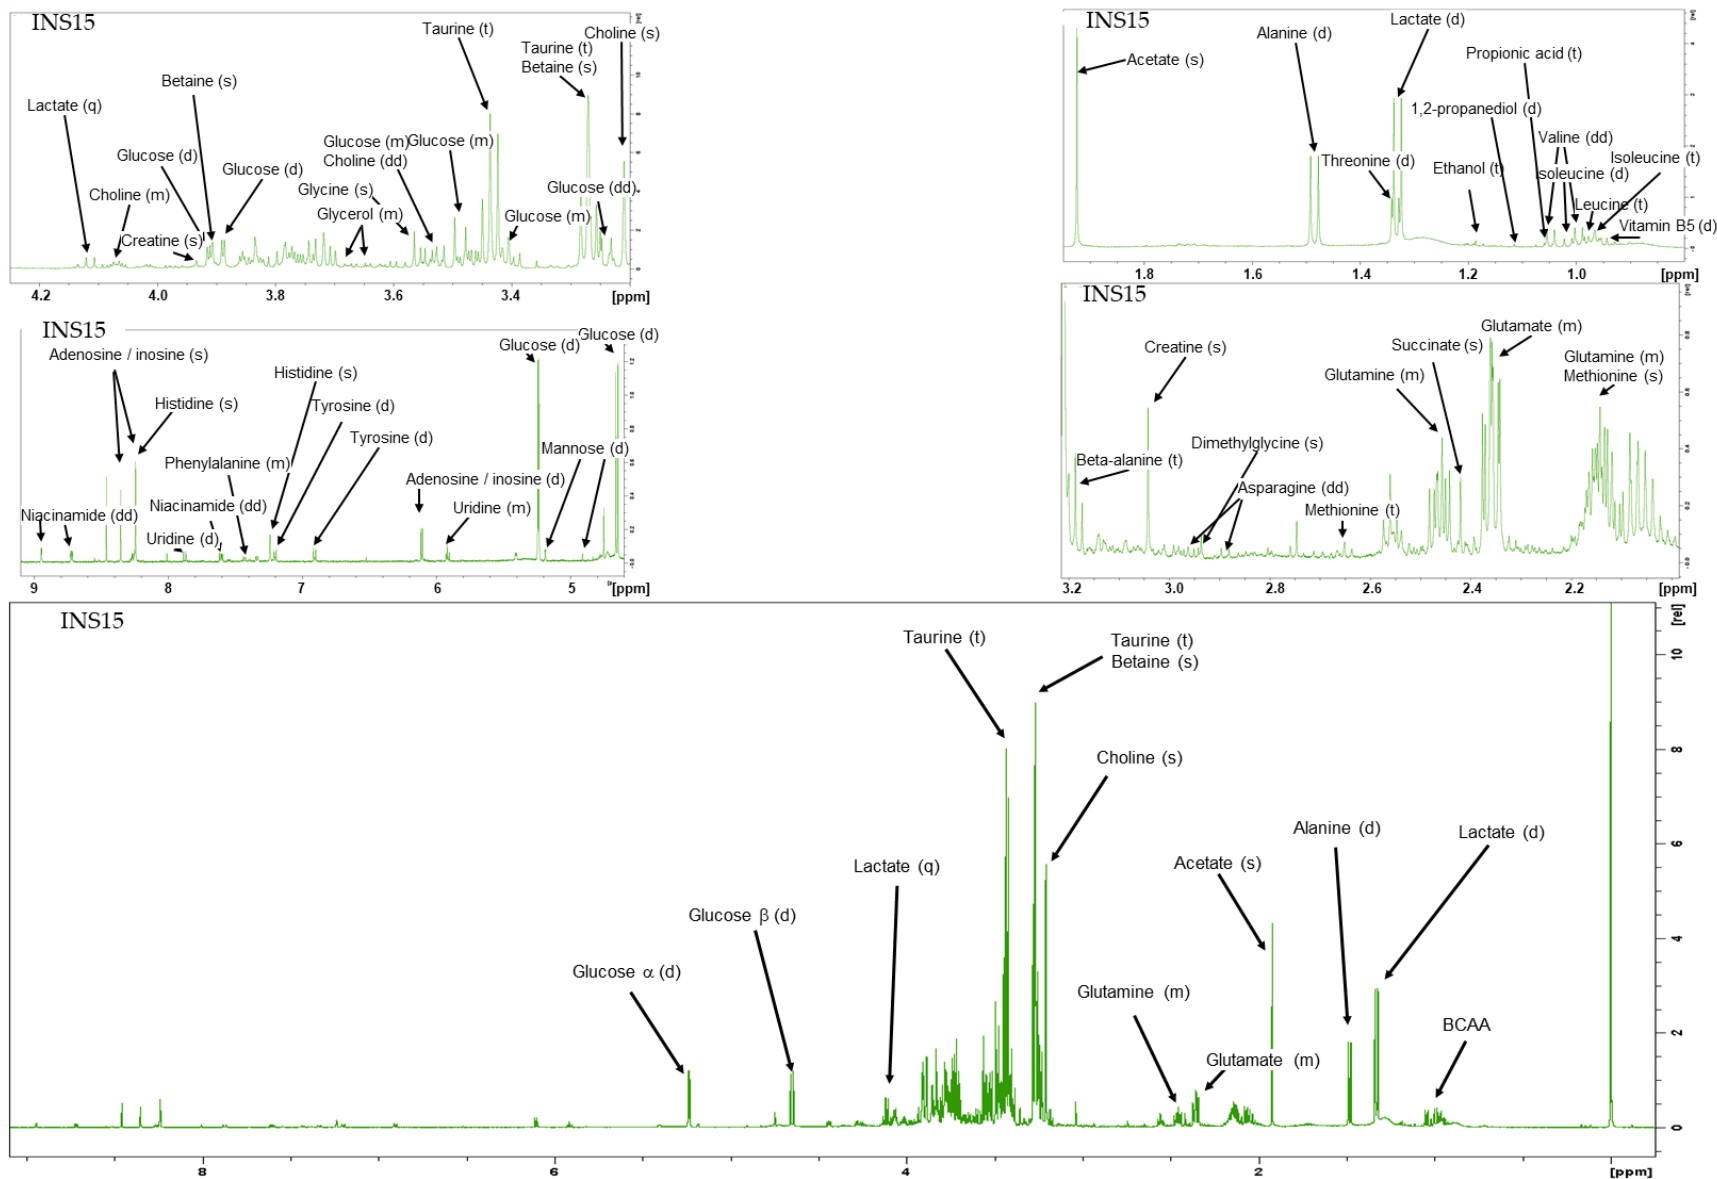 INS15
Taurine (t)
Choline (s)
Taurine (t)
Betaine (s)
Betaine (s)
Lactate (q)
Glucose (m)
Glucose (m)
Glucose (d)
Choline (dd)
Glucose (d)
Glycine (s)
Glucose (dd)
Choline (m)
Glycerol (m)
Glucose (m)
Creatine (s)
4.2
4.0
3.8
3.6
3.4
[ppm]
INS15
Lactate (d)
Alanine (d)
Acetate (s)
Propionic acid (t)
1,2-propanediol (d)
Valine (dd)
Threonine (d)
Isoleucine (t)
Ethanol (t)
soleucine (d)
Leucine (t)
Vitamin B5 (d)
1.8
1.6
1.4
1.2
1.0
[ppm]
INS15
Glucose (d)
Glucose (d)
Adenosine / inosine (s)
Histidine (s)
Histidine (s)
Tyrosine (d)
Tyrosine (d)
Mannose (d)
Phenylalanine (m)
Adenosine / inosine (d)
Niacinamide (dd)
Uridine (m)
Niacinamide (dd)
Uridine (d)
9
8
7
6
5
[ppm]
INS15
Glutamate (m)
Creatine (s)
Succinate (s)
Glutamine (m)
Methionine (s)
Glutamine (m)
Dimethylglycine (s)
Beta-alanine (t)
Asparagine (dd)
Methionine (t)
3.2
3.0
2.8
2.6
2.4
2.2
[ppm]
INS15
[rel]
Taurine (t)
Taurine (t)
Betaine (s)
10
Choline (s)
8
Alanine (d)
Lactate (d)
Acetate (s)
Lactate (q)
6
Glucose β (d)
4
Glucose α (d)
Glutamine (m)
BCAA
2
Glutamate (m)
0
8
6
4
2
[ppm]